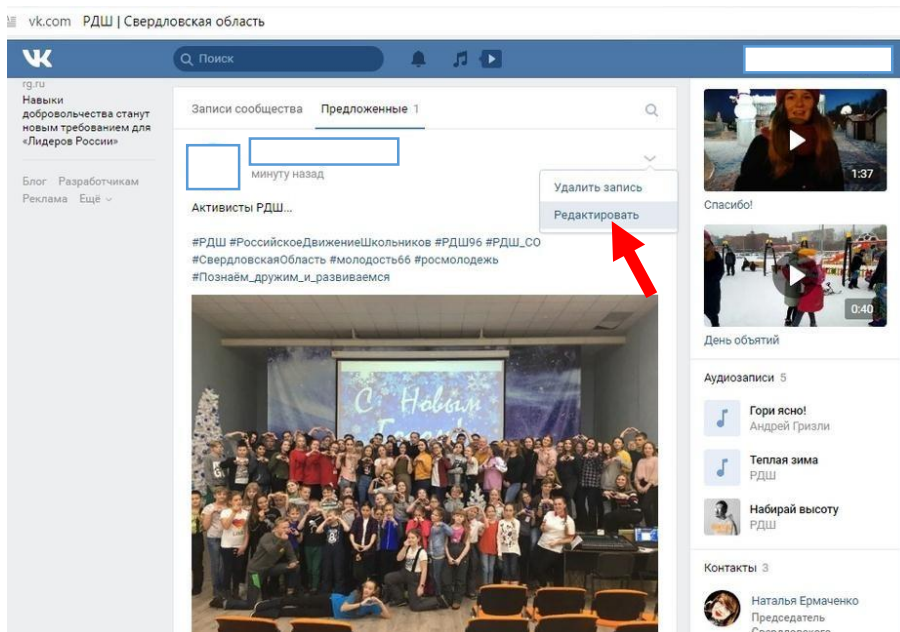 vk.com РДШ | Свердловская область
Поиск
rg.ru
Навыки
добровольчества станут
новым требованием для
«Лидеров России»
Блог Разработчикам
Реклама Ещё
Записи сообщества Предложенные 1
минуту назад
Удалить запись
Редактировать
Активисты РДШ...
#РДШ #РоссийскоеДвижениеШкольников #РДШ96 #РДШ_СО
#СвердловскаяОбласть #молодость66 #росмолодежь
#Познаём_дружим_и_развиваемся
С Новым
Годом!
1:37
Спасибо!
0:40
День объятий
Аудиозаписи 5
Гори ясно!
Андрей Гризли
Теплая зима
РДШ
Набирай высоту
РДШ
Контакты 3
Наталья Ермаченко
Председатель
Свердловского